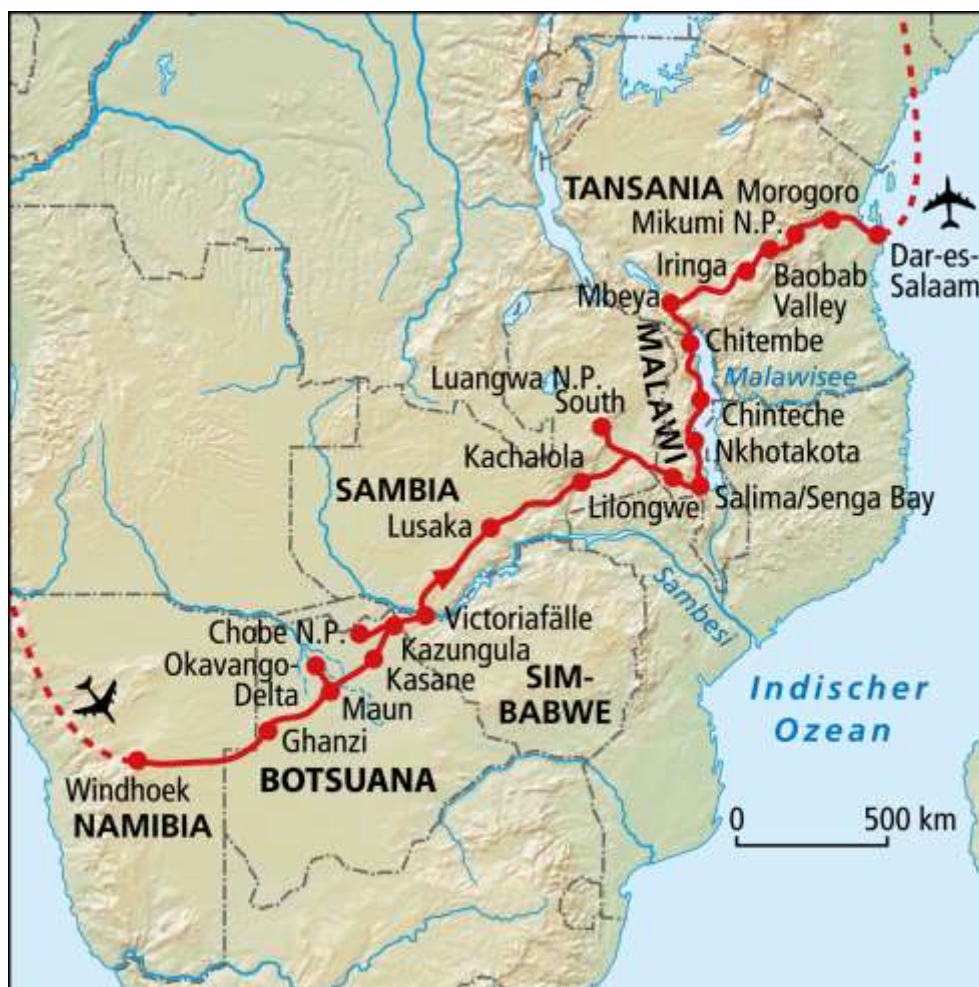 TANSANIA
Morogoro
Mikumi N.P.
Iringa
Dar-es-
Salaam
Baobab
Valley
Mbeya
MALAWI
Chitembe
Malawisee
Luangwa N.P.
South
Chinteche
Kachalola
Nkhotakota
SAMBIA
Lilongwe
Salima/Senga Bay
Lusaka
Sambesi
Victoriafälle
Chobe N.P.
Kazungula
Okavango-
Delta
Kasane
SIM-
BABWE
Maun
Indischer
Ozean
Ghanzi
BOTSUANA
Windhoek
NAMIBIA
0 500 km